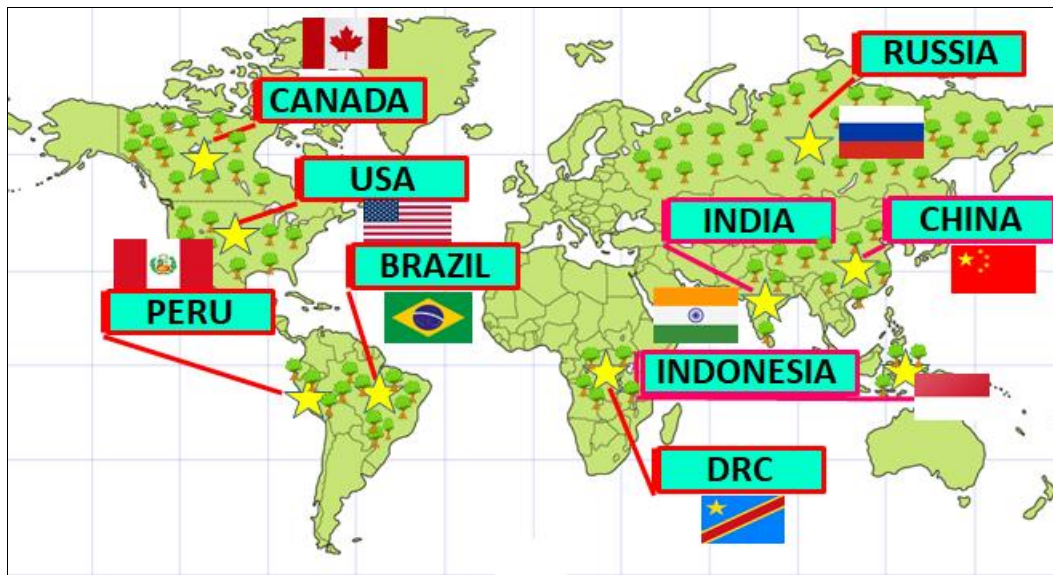 RUSSIA
CANADA
USA
INDIA
CHINA
BRAZIL
PERU
INDONESIA
DRC